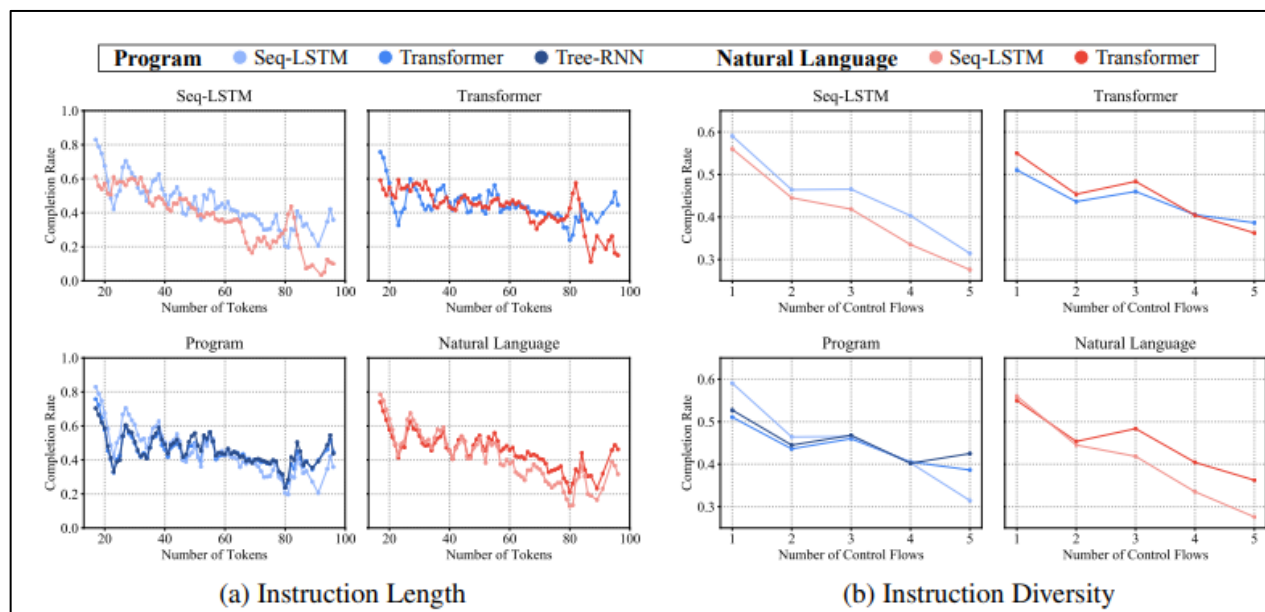 Program Seq-LSTM Transformer Tree-RNN Natural Language Seq-LSTM Transformer
Seq-LSTM
Completion Rate
1.0
0.8
0.6
0.4
0.2
0.0
20 40 60 80 100
Number of Tokens
Transformer
20 40 60 80 100
Number of Tokens
Program
Completion Rate
1.0
0.8
0.6
0.4
0.2
0.0
20 40 60 80 100
Number of Tokens
Natural Language
20 40 60 80 100
Number of Tokens
(a) Instruction Length
Seq-LSTM
Completion Rate
0.6
0.5
0.4
0.3
1 2 3 4 5
Number of Control Flows
Transformer
1 2 3 4 5
Number of Control Flows
Program
Completion Rate
0.6
0.5
0.4
0.3
1 2 3 4 5
Number of Control Flows
Natural Language
1 2 3 4 5
Number of Control Flows
(b) Instruction Diversity